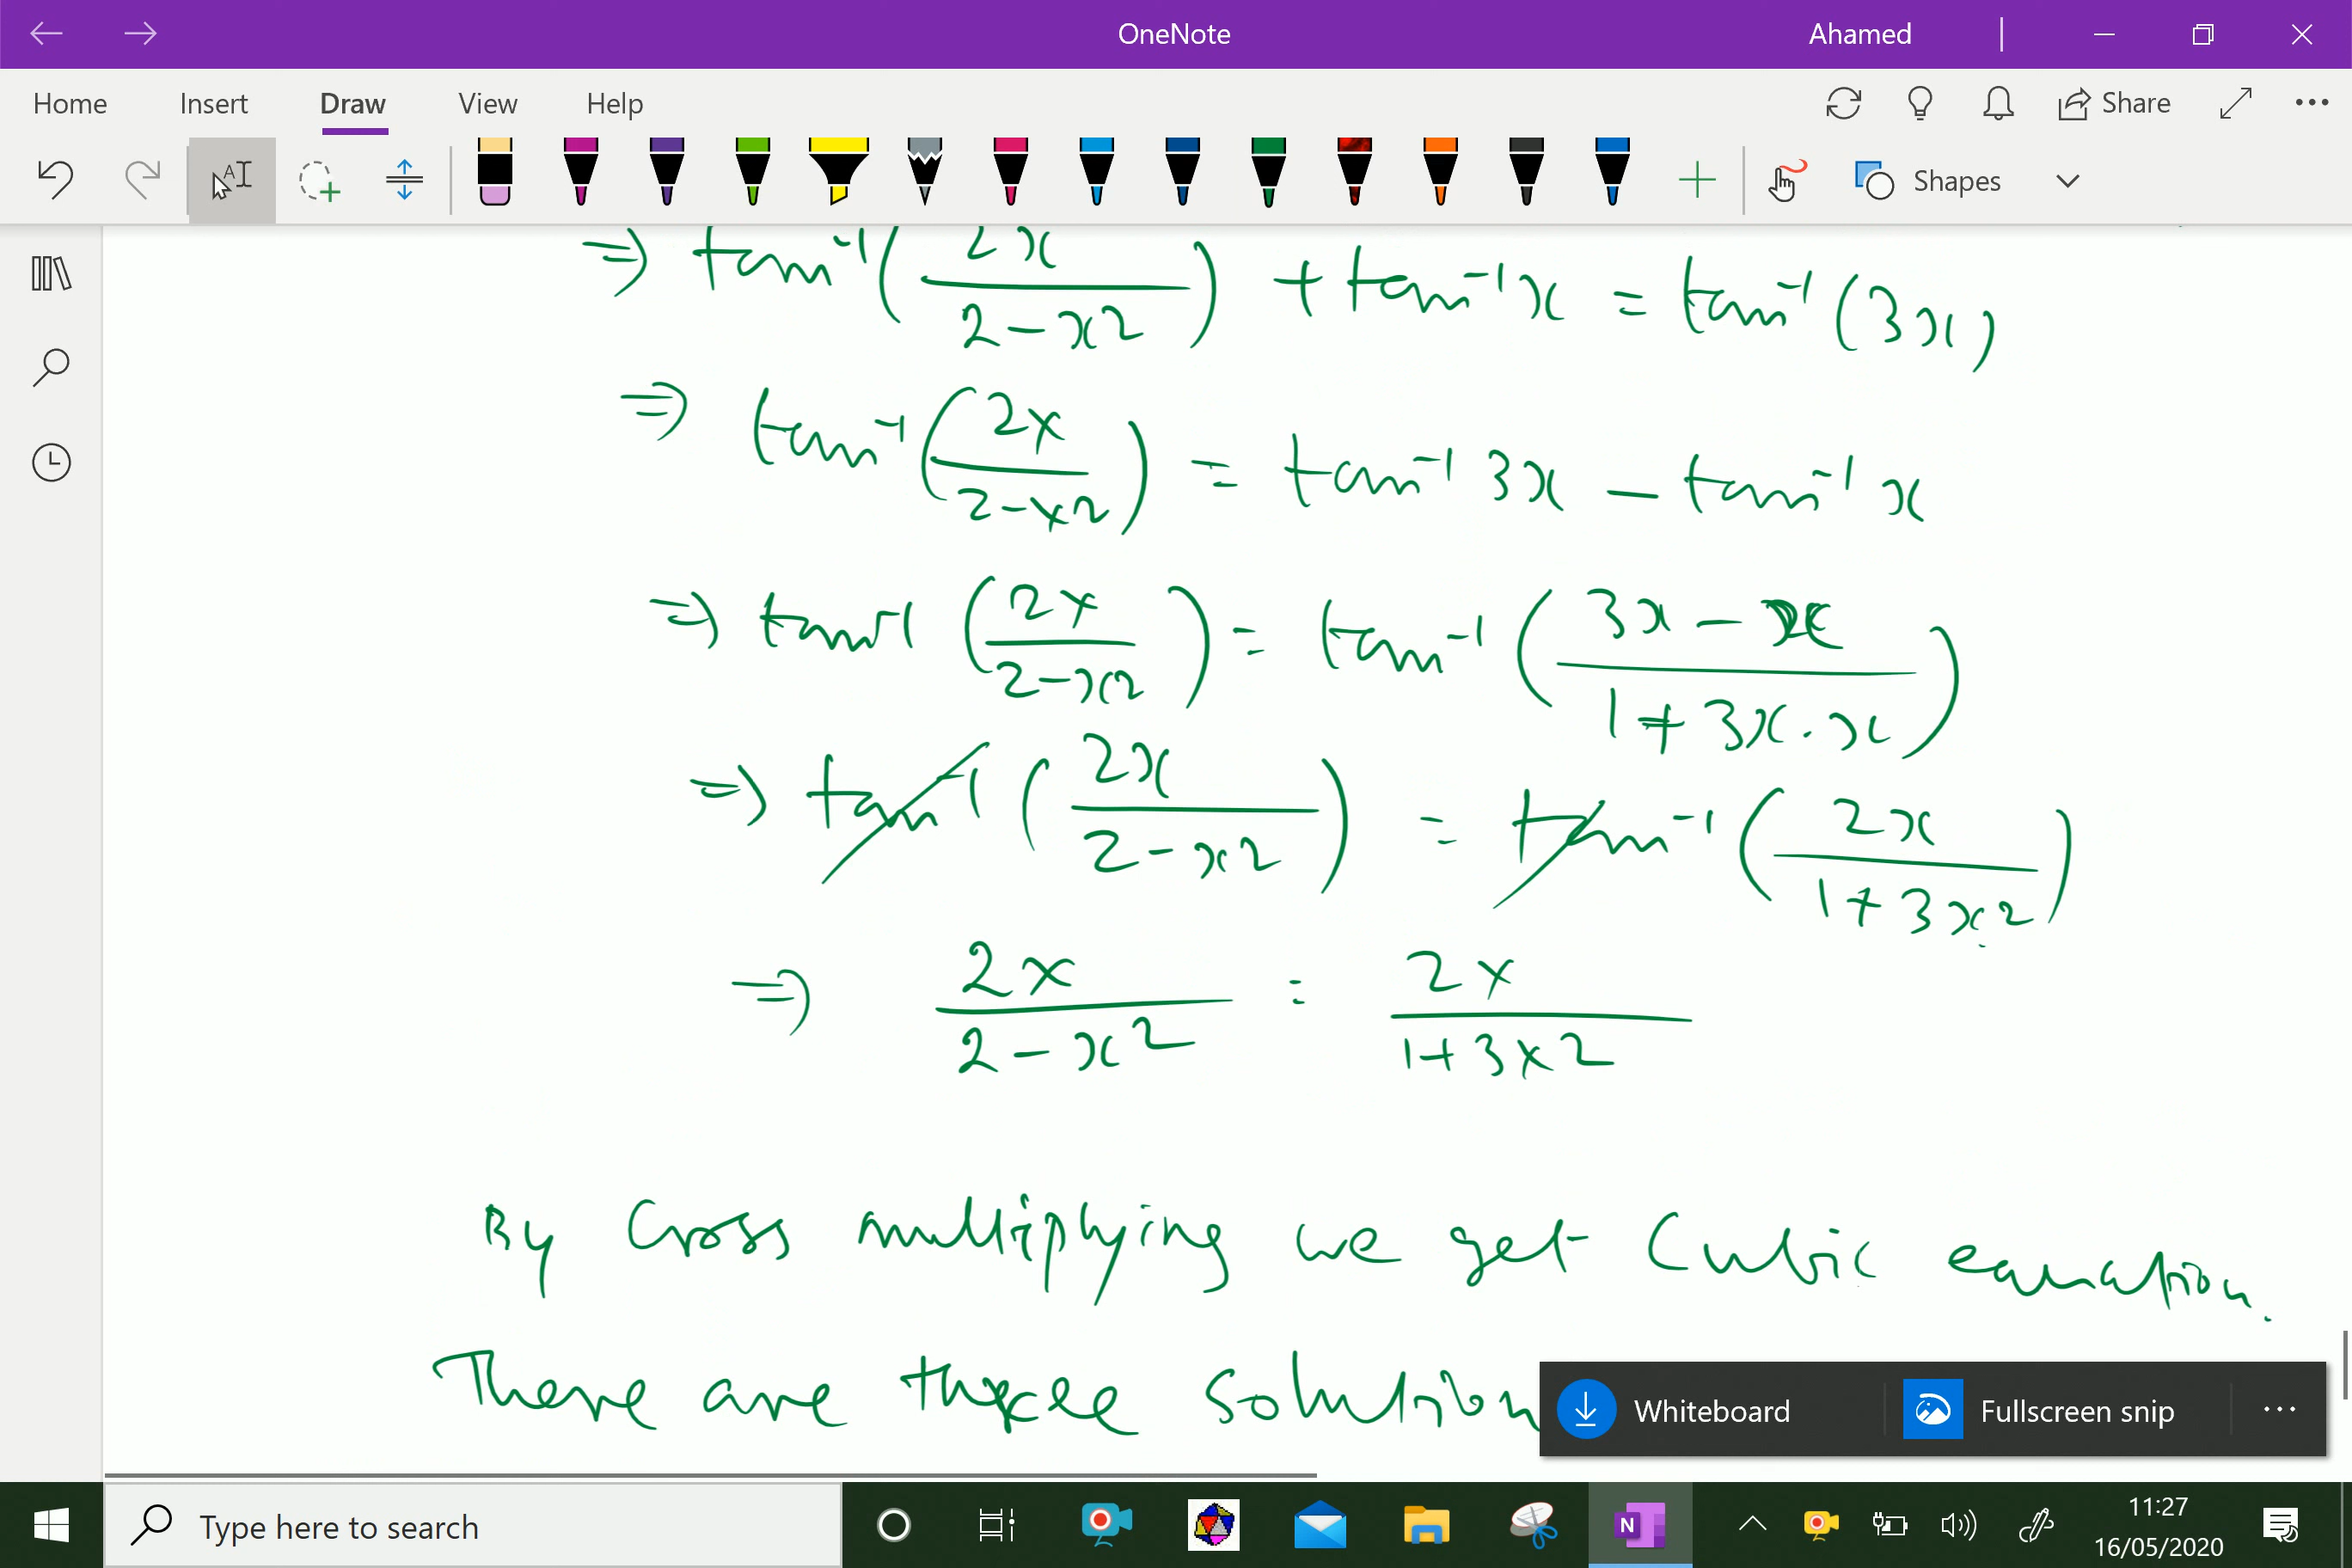 OneNote
Ahamed
Home Insert Draw View Help
Share
Shapes
⇒ tan⁻¹(2x/(2-x2)) + tan⁻¹x = tan⁻¹(3x)
⇒ tan⁻¹(2x/(2-x2)) = tan⁻¹3x - tan⁻¹x
⇒ tan⁻¹(2x/(2-x2)) = tan⁻¹((3x-x)/(1+3x.x))
⇒ tan⁻¹(2x/(2-x2)) = tan⁻¹(2x/(1+3x2))
⇒ 2x/(2-x²) = 2x/(1+3x2)
By Cross multiplying we get Cubic equation.
There are three solution
Whiteboard
Fullscreen snip
Type here to search
N
11:27
16/05/2020